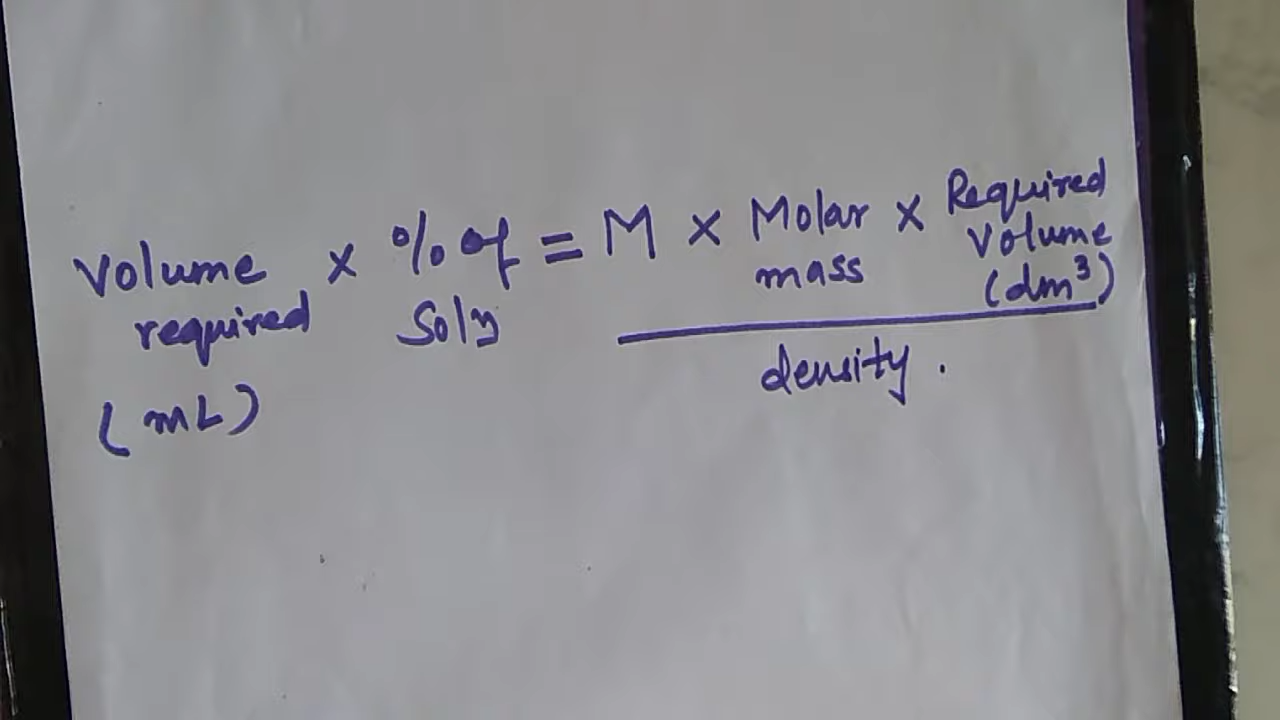 Volume required (mL) × % of Soln = M × Molar mass × Required Volume (dm³)
density.